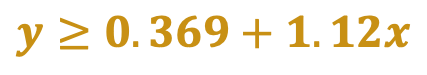 y ≥ 0.369 + 1.12x